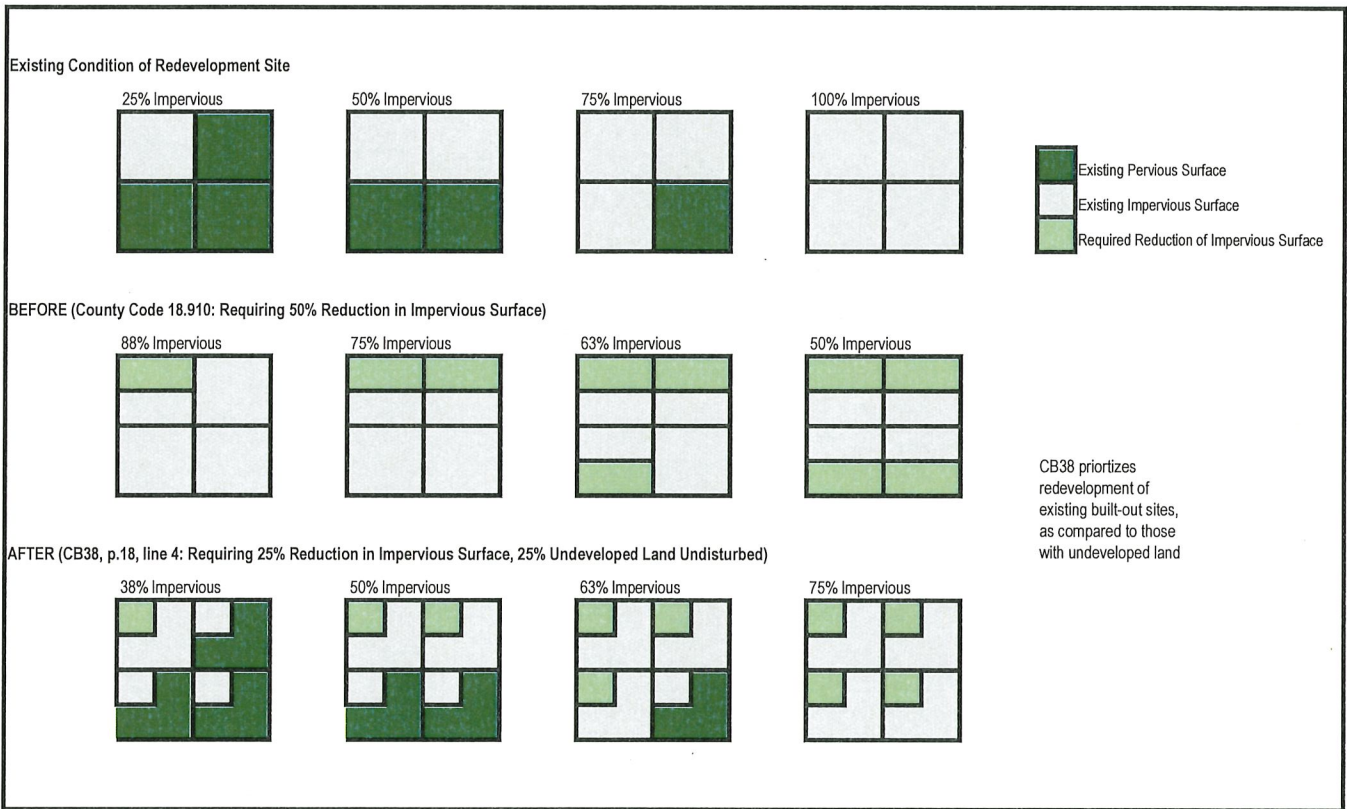 Existing Condition of Redevelopment Site
25% Impervious
50% Impervious
75% Impervious
100% Impervious
Existing Pervious Surface
Existing Impervious Surface
Required Reduction of Impervious Surface
BEFORE (County Code 18.910: Requiring 50% Reduction in Impervious Surface)
88% Impervious
75% Impervious
63% Impervious
50% Impervious
CB38 priortizes
redevelopment of
existing built-out sites,
as compared to those
with undeveloped land
AFTER (CB38, p.18, line 4: Requiring 25% Reduction in Impervious Surface, 25% Undeveloped Land Undisturbed)
38% Impervious
50% Impervious
63% Impervious
75% Impervious